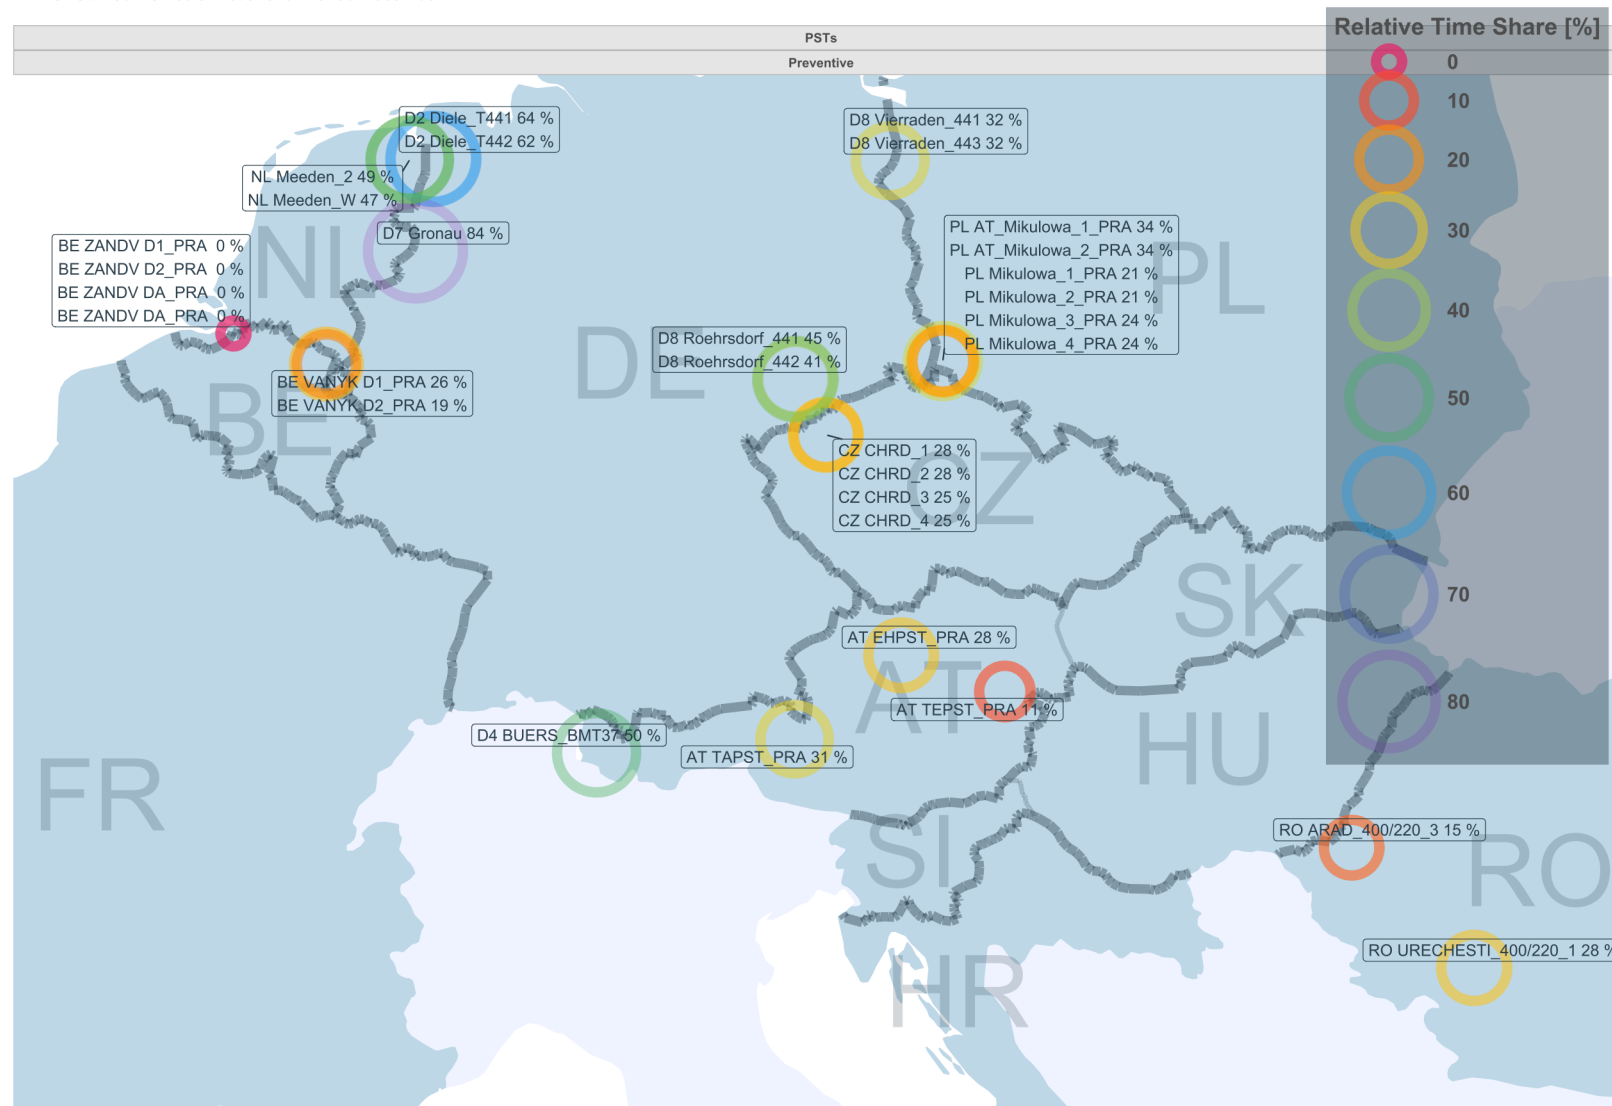 PSTs
Preventive
Relative Time Share [%]
0
10
20
30
40
50
60
70
80
D2 Diele_T441 64 %
D2 Diele_T442 62 %
NL Meeden_2 49 %
NL Meeden_W 47 %
D7 Gronau 84 %
BE ZANDV D1_PRA 0 %
BE ZANDV D2_PRA 0 %
BE ZANDV DA_PRA 0 %
BE ZANDV DA_PRA 0 %
BE VANYK D1_PRA 26 %
BE VANYK D2_PRA 19 %
D8 Vierraden_441 32 %
D8 Vierraden_443 32 %
PL AT_Mikulowa_1_PRA 34 %
PL AT_Mikulowa_2_PRA 34 %
PL Mikulowa_1_PRA 21 %
PL Mikulowa_2_PRA 21 %
PL Mikulowa_3_PRA 24 %
PL Mikulowa_4_PRA 24 %
D8 Roehrsdorf_441 45 %
D8 Roehrsdorf_442 41 %
CZ CHRD_1 28 %
CZ CHRD_2 28 %
CZ CHRD_3 25 %
CZ CHRD_4 25 %
AT EHPST_PRA 28 %
AT TEPST_PRA 11 %
D4 BUERS_BMT37 50 %
AT TAPST_PRA 31 %
RO ARAD_400/220_3 15 %
RO URECHESTI_400/220_1 28 %
NL
BE
DE
PL
CZ
SK
AT
HU
FR
SI
RO
HR